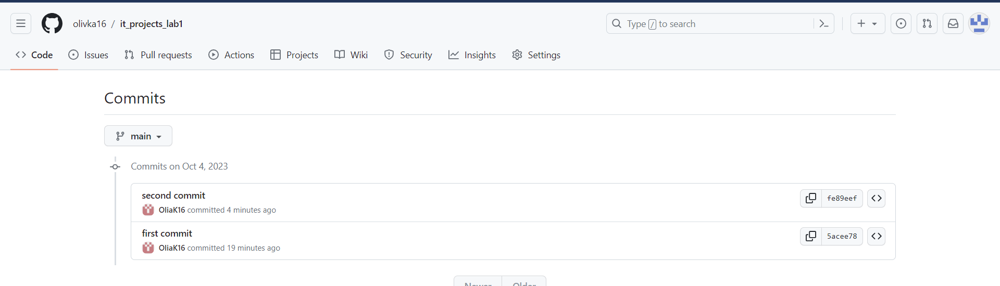 olivka16 / it_projects_lab1
Type / to search
Code Issues Pull requests Actions Projects Wiki Security Insights Settings
Commits
main
Commits on Oct 4, 2023
second commit
fe89eef
OliaK16 committed 4 minutes ago
first commit
5acee78
OliaK16 committed 19 minutes ago
Newer Older